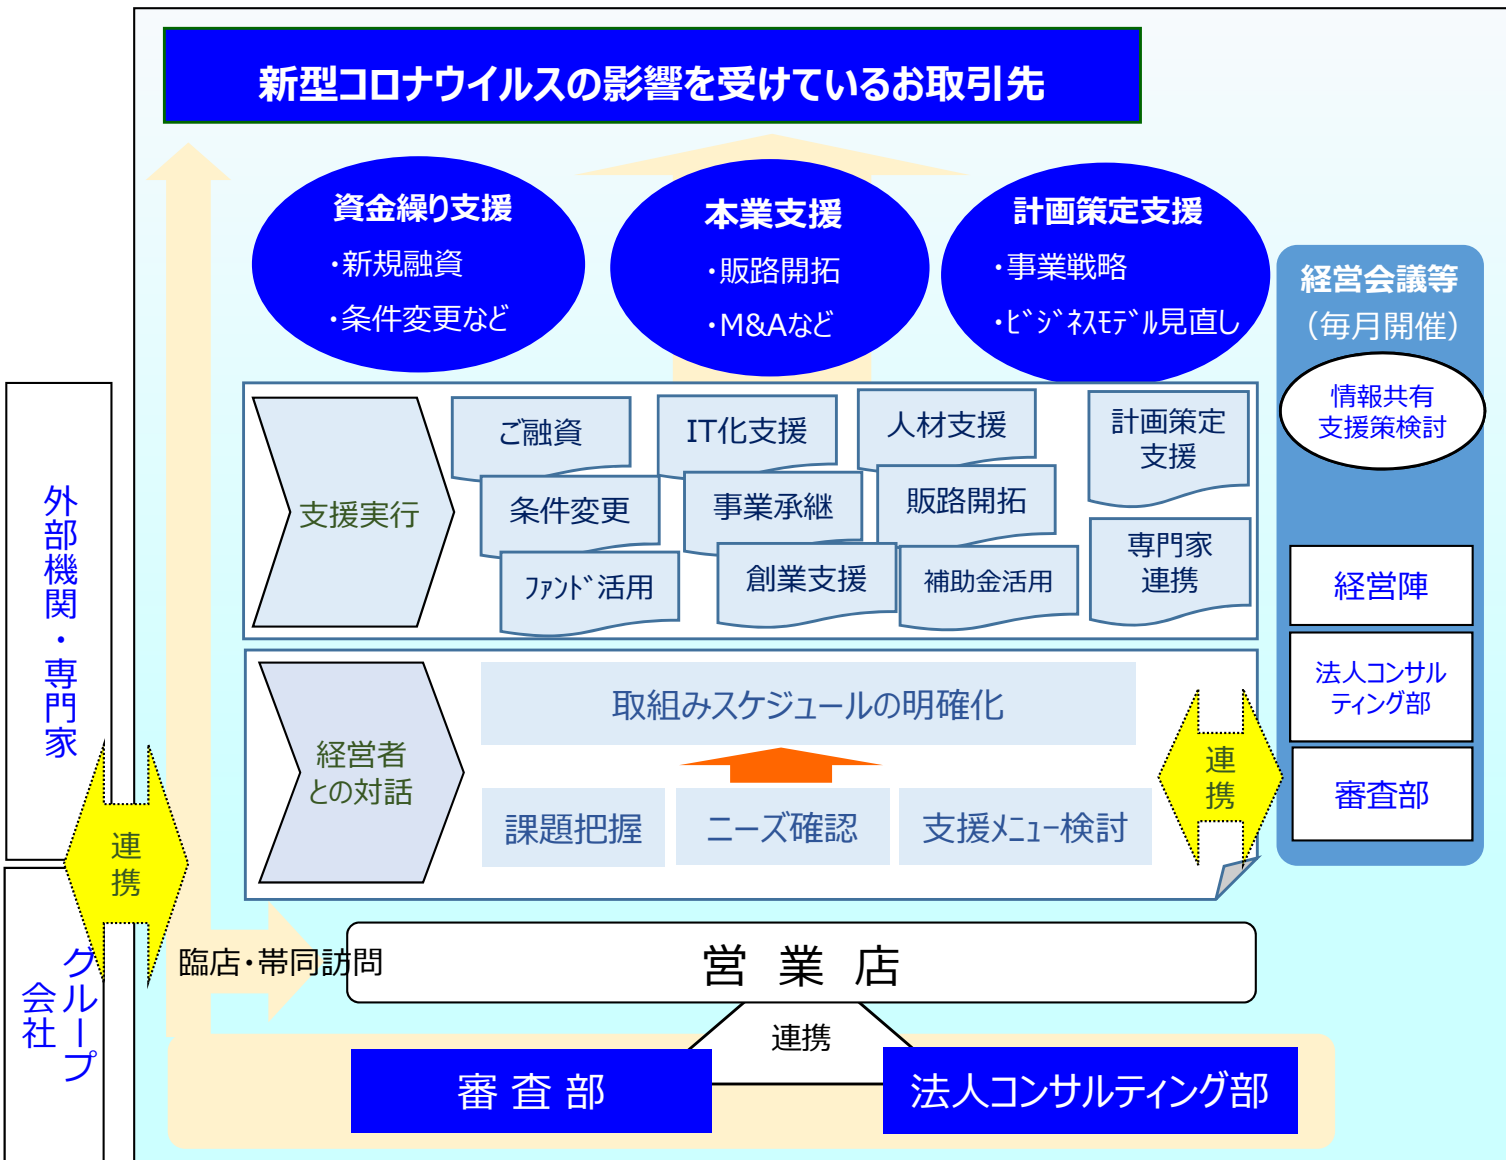 新型コロナウイルスの影響を受けているお取引先
資金繰り支援
・新規融資
・条件変更など
本業支援
・販路開拓
・M&Aなど
計画策定支援
・事業戦略
・ビジネスモデル見直し
経営会議等
（毎月開催）
情報共有
支援策検討
経営陣
法人コンサル
ティング部
審査部
外部機関・専門家
グループ
会社
連
携
支援実行
ご融資
IT化支援
人材支援
計画策定
支援
条件変更
事業承継
販路開拓
ファンド活用
創業支援
補助金活用
専門家
連携
経営者
との対話
取組みスケジュールの明確化
課題把握
ニーズ確認
支援メニュー検討
連
携
臨店・帯同訪問
営 業 店
連携
審 査 部
法人コンサルティング部